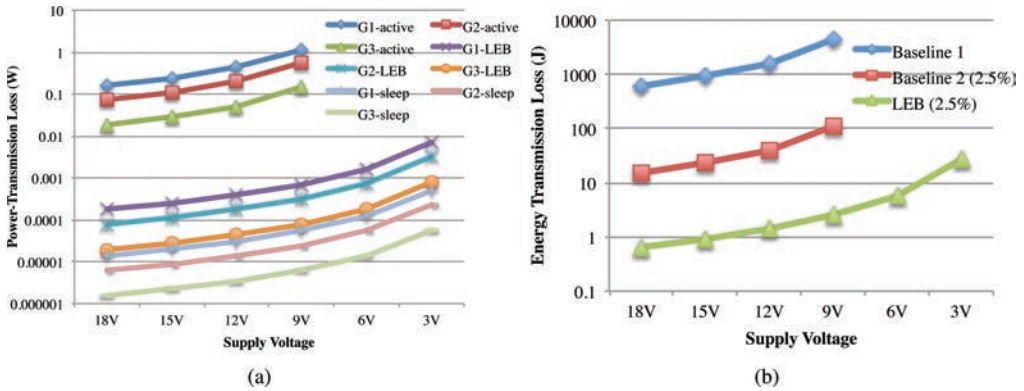 (a)
Power-Transmission Loss (W)
10
1
0.1
0.01
0.001
0.0001
0.00001
0.000001
G1-active
G2-active
G3-active
G1-LEB
G2-LEB
G3-LEB
G1-sleep
G2-sleep
G3-sleep
18V 15V 12V 9V 6V 3V
Supply Voltage
(a)
(b)
Energy Transmission Loss (J)
10000
1000
100
10
1
0.1
Baseline 1
Baseline 2 (2.5%)
LEB (2.5%)
18V 15V 12V 9V 6V 3V
Supply Voltage
(b)